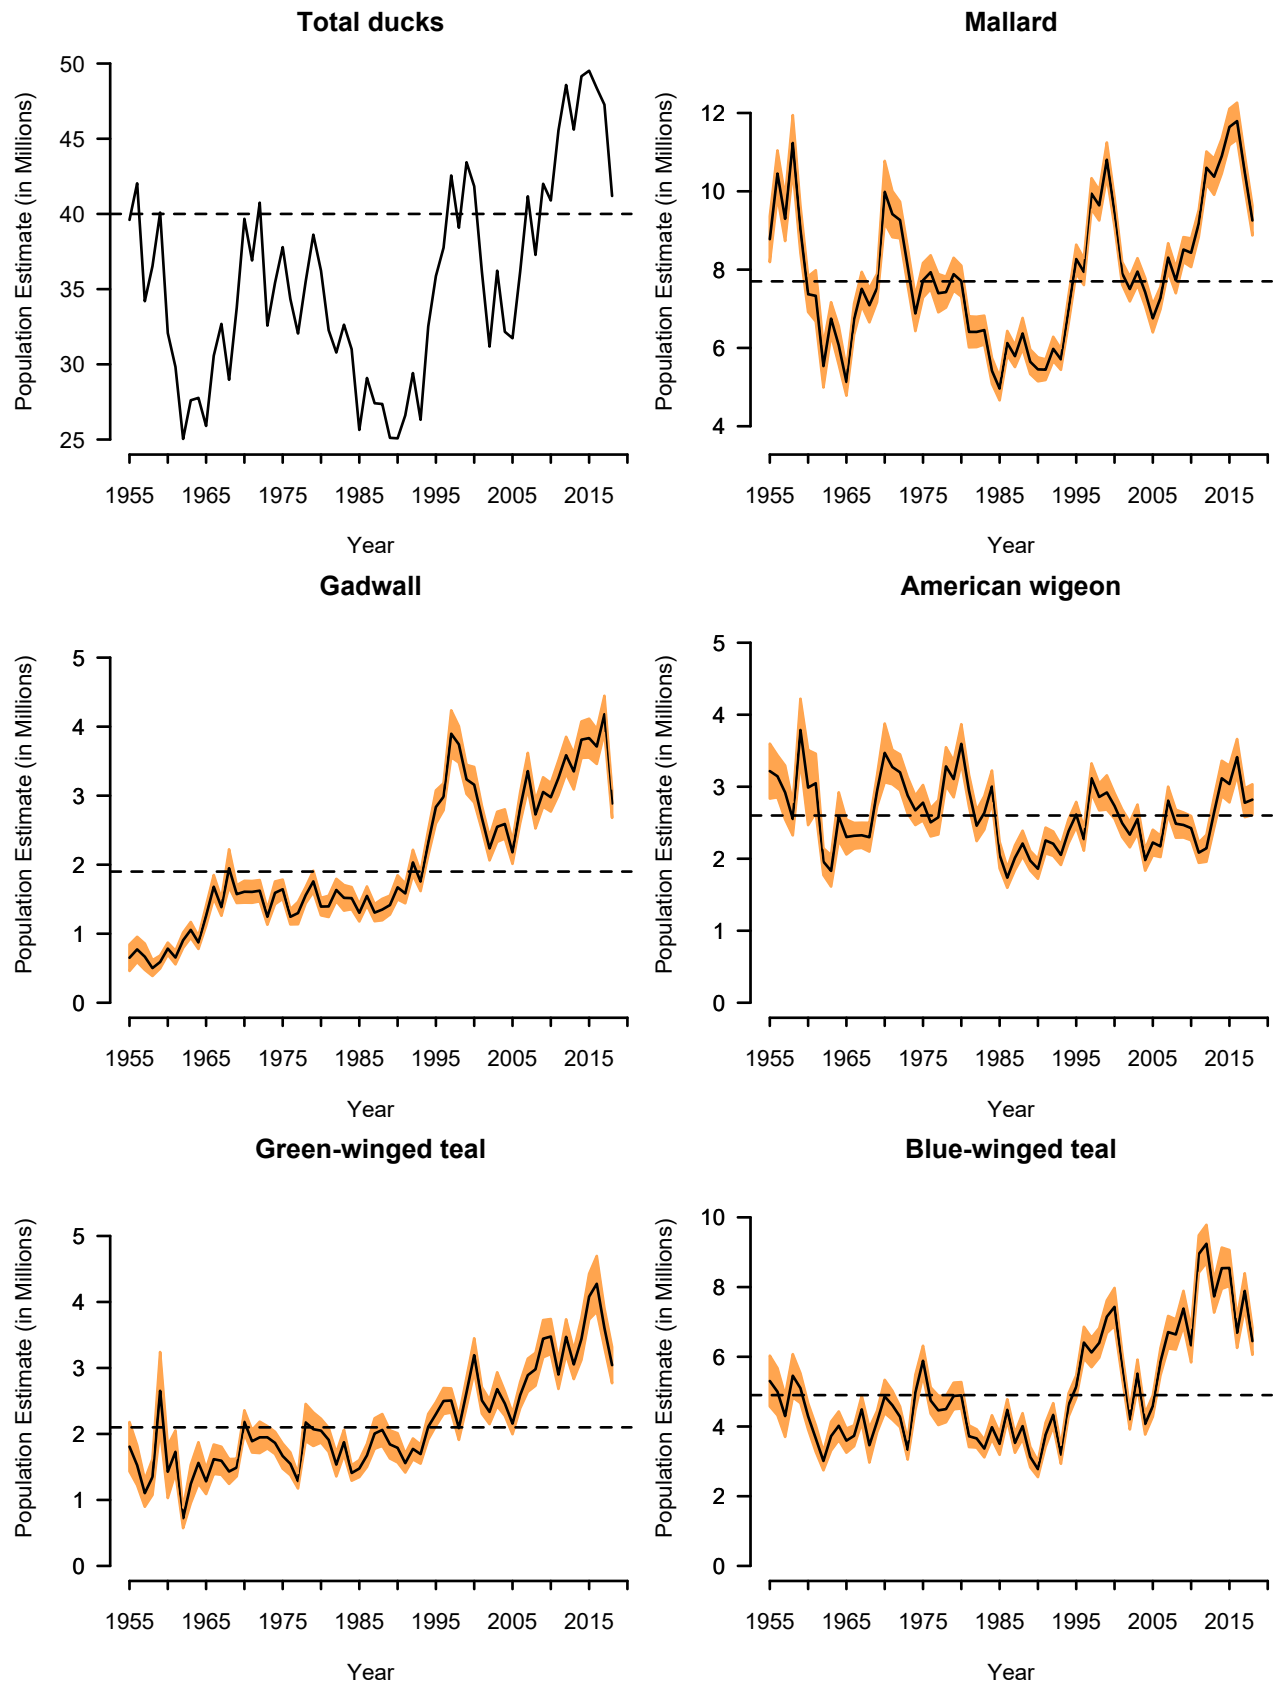 Total ducks
Population Estimate (in Millions)
50
45
40
35
30
25
1955 1965 1975 1985 1995 2005 2015
Year
Mallard
Population Estimate (in Millions)
12
10
8
6
4
1955 1965 1975 1985 1995 2005 2015
Year
Gadwall
Population Estimate (in Millions)
5
4
3
2
1
0
1955 1965 1975 1985 1995 2005 2015
Year
American wigeon
Population Estimate (in Millions)
5
4
3
2
1
0
1955 1965 1975 1985 1995 2005 2015
Year
Green-winged teal
Population Estimate (in Millions)
5
4
3
2
1
0
1955 1965 1975 1985 1995 2005 2015
Year
Blue-winged teal
Population Estimate (in Millions)
10
8
6
4
2
0
1955 1965 1975 1985 1995 2005 2015
Year